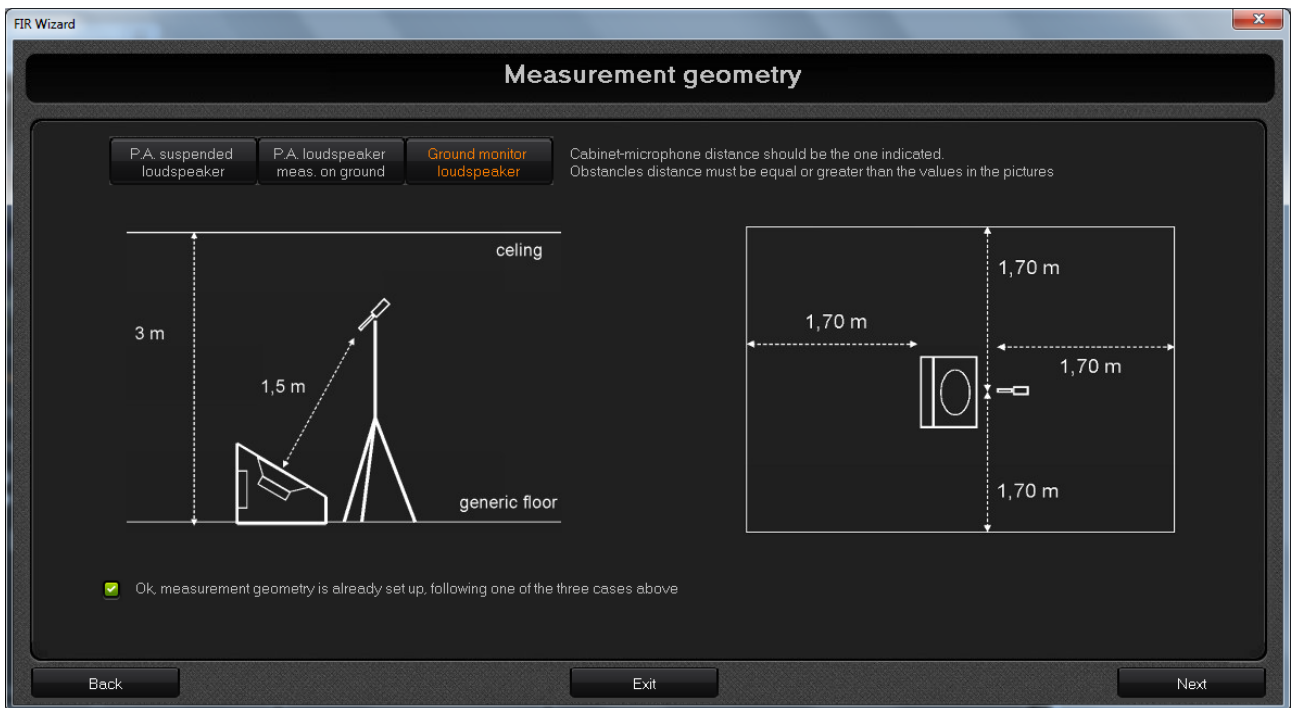 FIR Wizard
Measurement geometry
P.A. suspended
loudspeaker
P.A. loudspeaker
meas. on ground
Ground monitor
loudspeaker
Cabinet-microphone distance should be the one indicated.
Obstancles distance must be equal or greater than the values in the pictures
celing
3 m
1,5 m
generic floor
1,70 m
1,70 m
1,70 m
1,70 m
Ok, measurement geometry is already set up, following one of the three cases above
Back
Exit
Next